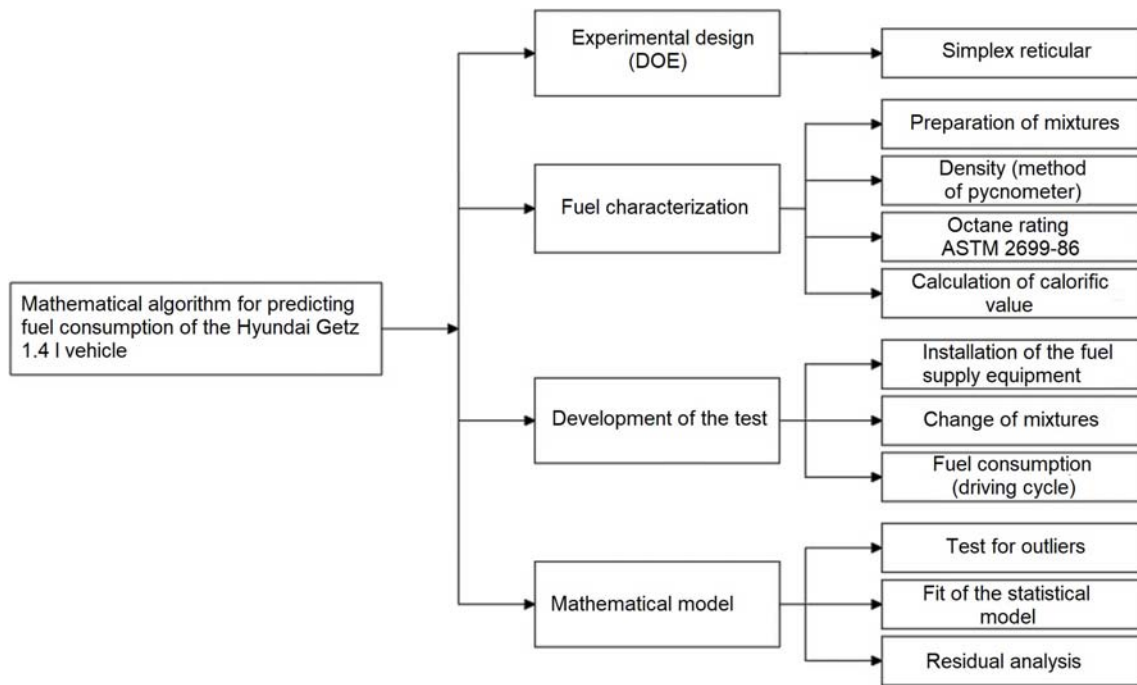 Experimental design
(DOE)
Simplex reticular
Preparation of mixtures
Density (method
of pycnometer)
Fuel characterization
Octane rating
ASTM 2699-86
Calculation of calorific
value
Mathematical algorithm for predicting
fuel consumption of the Hyundai Getz
1.4 l vehicle
Installation of the fuel
supply equipment
Development of the test
Change of mixtures
Fuel consumption
(driving cycle)
Test for outliers
Mathematical model
Fit of the statistical
model
Residual analysis